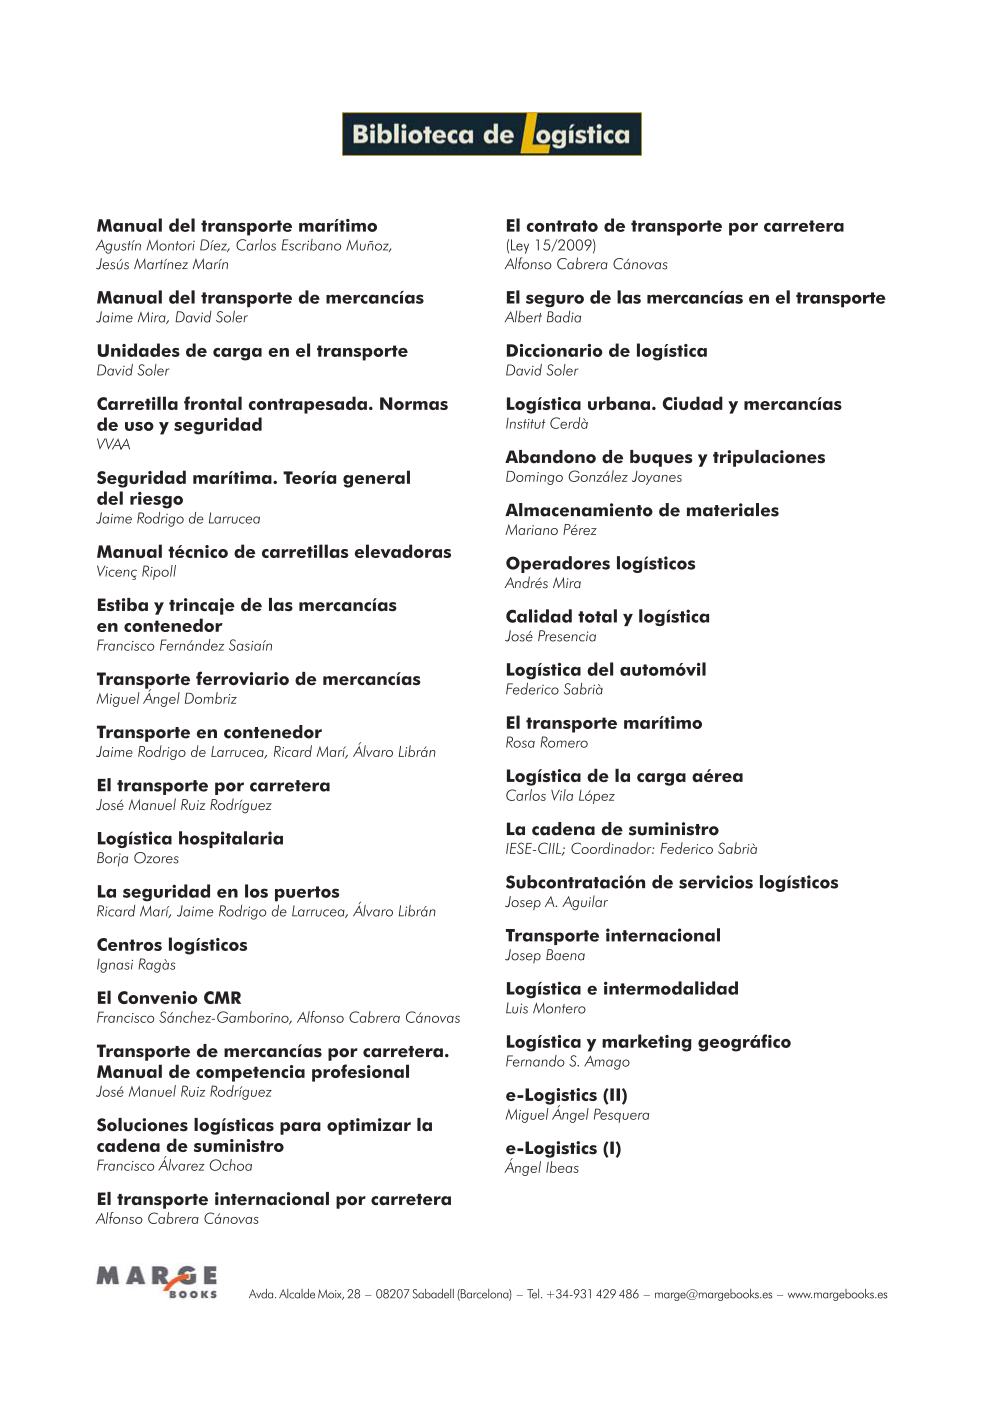 Biblioteca de Logística
Manual del transporte marítimo
Agustín Montori Díez, Carlos Escribano Muñoz,
Jesús Martínez Marín
Manual del transporte de mercancías
Jaime Mira, David Soler
Unidades de carga en el transporte
David Soler
Carretilla frontal contrapesada. Normas
de uso y seguridad
VVAA
Seguridad marítima. Teoría general
del riesgo
Jaime Rodrigo de Larrucea
Manual técnico de carretillas elevadoras
Vicenç Ripoll
Estiba y trincaje de las mercancías
en contenedor
Francisco Fernández Sasiaín
Transporte ferroviario de mercancías
Miguel Ángel Dombriz
Transporte en contenedor
Jaime Rodrigo de Larrucea, Ricard Marí, Álvaro Librán
El transporte por carretera
José Manuel Ruiz Rodríguez
Logística hospitalaria
Borja Ozores
La seguridad en los puertos
Ricard Marí, Jaime Rodrigo de Larrucea, Álvaro Librán
Centros logísticos
Ignasi Ragàs
El Convenio CMR
Francisco Sánchez-Gamborino, Alfonso Cabrera Cánovas
Transporte de mercancías por carretera.
Manual de competencia profesional
José Manuel Ruiz Rodríguez
Soluciones logísticas para optimizar la
cadena de suministro
Francisco Álvarez Ochoa
El transporte internacional por carretera
Alfonso Cabrera Cánovas
El contrato de transporte por carretera
(Ley 15/2009)
Alfonso Cabrera Cánovas
El seguro de las mercancías en el transporte
Albert Badia
Diccionario de logística
David Soler
Logística urbana. Ciudad y mercancías
Institut Cerdà
Abandono de buques y tripulaciones
Domingo González Joyanes
Almacenamiento de materiales
Mariano Pérez
Operadores logísticos
Andrés Mira
Calidad total y logística
José Presencia
Logística del automóvil
Federico Sabrià
El transporte marítimo
Rosa Romero
Logística de la carga aérea
Carlos Vila López
La cadena de suministro
IESE-CIIL; Coordinador: Federico Sabrià
Subcontratación de servicios logísticos
Josep A. Aguilar
Transporte internacional
Josep Baena
Logística e intermodalidad
Luis Montero
Logística y marketing geográfico
Fernando S. Amago
e-Logistics (II)
Miguel Ángel Pesquera
e-Logistics (I)
Ángel Ibeas
MARGE
BOOKS
Avda. Alcalde Moix, 28 – 08207 Sabadell (Barcelona) – Tel. +34-931 429 486 – marge@margebooks.es – www.margebooks.es